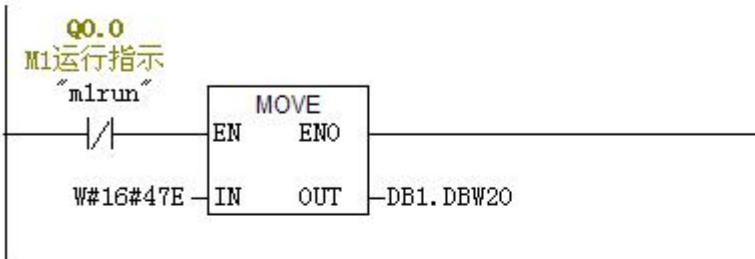 Q0.0
M1运行指示
"m1run"
MOVE
EN ENO
W#16#47E IN OUT DB1.DBW20